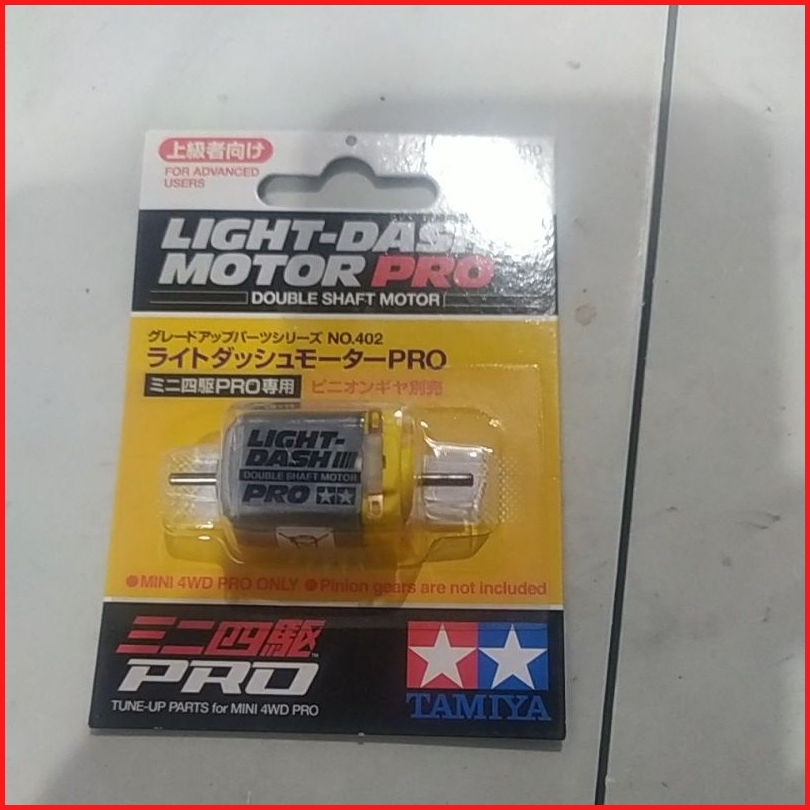 上級者向け
FOR ADVANCED
USERS
LIGHT-DASH
MOTOR PRO
DOUBLE SHAFT MOTOR
グレードアップパーツシリーズ NO.402
ライトダッシュモーターPRO
ミニ四駆PRO専用 ピニオンギヤ別売
LIGHT-
DASH
DOUBLE SHAFT MOTOR
PRO
●MINI 4WD PRO ONLY ●Pinion gears are not included
ミニ四駆
PRO
TM
TUNE-UP PARTS for MINI 4WD PRO
TAMIYA